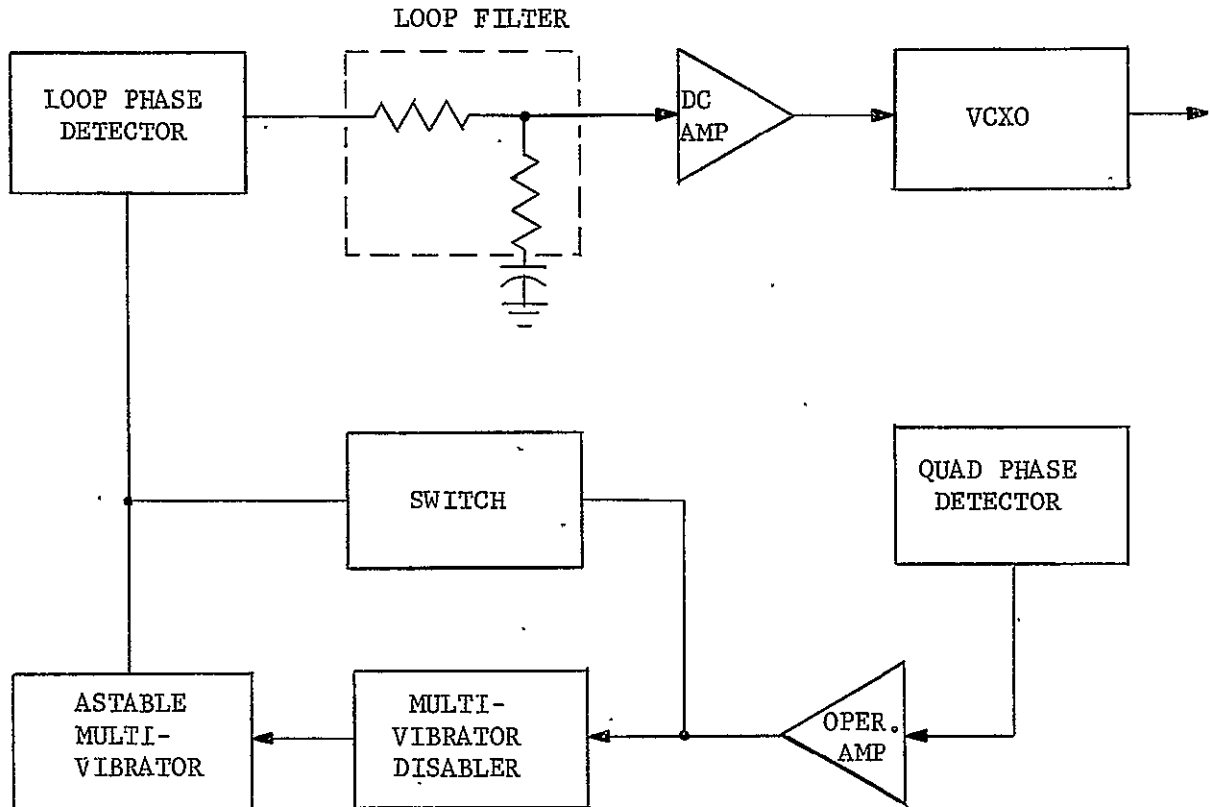 LOOP FILTER
LOOP PHASE
DETECTOR
DC
AMP
VCXO
SWITCH
QUAD PHASE
DETECTOR
ASTABLE
MULTI-
VIBRATOR
MULTI-
VIBRATOR
DISABLER
OPER.
AMP